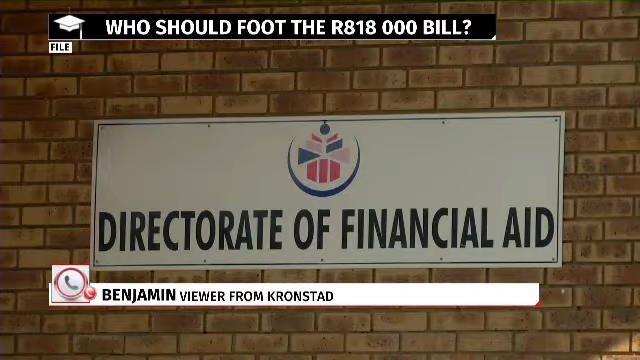 WHO SHOULD FOOT THE R818 000 BILL?
FILE
DIRECTORATE OF FINANCIAL AID
BENJAMIN VIEWER FROM KRONSTAD